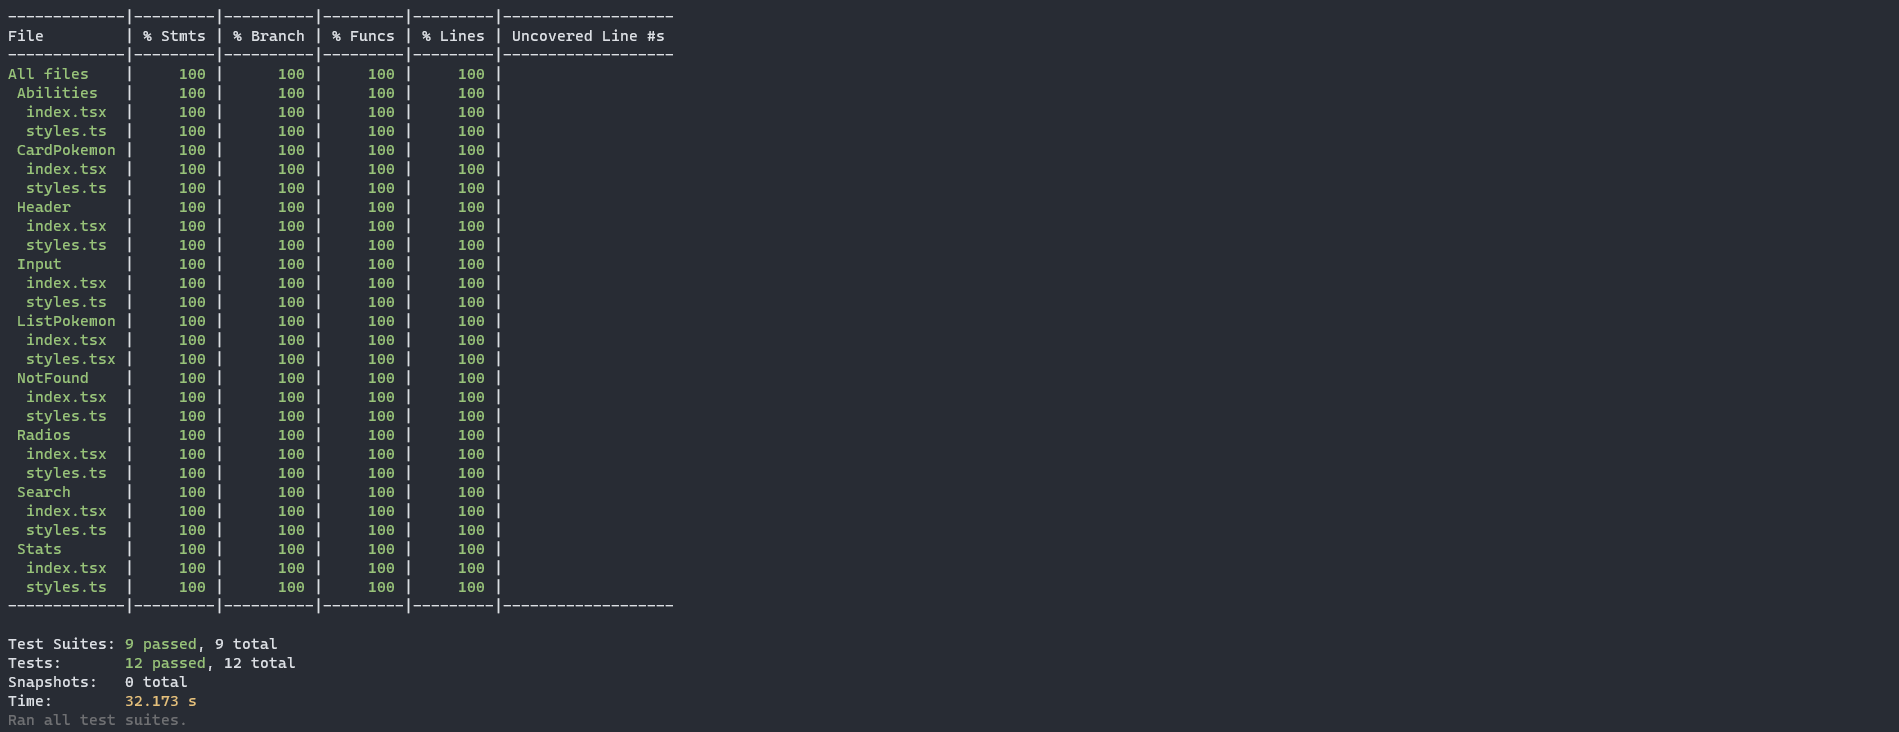 -------------|---------|----------|---------|---------|-------------------
File         | % Stmts | % Branch | % Funcs | % Lines | Uncovered Line #s
-------------|---------|----------|---------|---------|-------------------
All files    |     100 |      100 |     100 |     100 |
 Abilities   |     100 |      100 |     100 |     100 |
  index.tsx  |     100 |      100 |     100 |     100 |
  styles.ts  |     100 |      100 |     100 |     100 |
 CardPokemon |     100 |      100 |     100 |     100 |
  index.tsx  |     100 |      100 |     100 |     100 |
  styles.ts  |     100 |      100 |     100 |     100 |
 Header      |     100 |      100 |     100 |     100 |
  index.tsx  |     100 |      100 |     100 |     100 |
  styles.ts  |     100 |      100 |     100 |     100 |
 Input       |     100 |      100 |     100 |     100 |
  index.tsx  |     100 |      100 |     100 |     100 |
  styles.ts  |     100 |      100 |     100 |     100 |
 ListPokemon |     100 |      100 |     100 |     100 |
  index.tsx  |     100 |      100 |     100 |     100 |
  styles.tsx |     100 |      100 |     100 |     100 |
 NotFound    |     100 |      100 |     100 |     100 |
  index.tsx  |     100 |      100 |     100 |     100 |
  styles.ts  |     100 |      100 |     100 |     100 |
 Radios      |     100 |      100 |     100 |     100 |
  index.tsx  |     100 |      100 |     100 |     100 |
  styles.ts  |     100 |      100 |     100 |     100 |
 Search      |     100 |      100 |     100 |     100 |
  index.tsx  |     100 |      100 |     100 |     100 |
  styles.ts  |     100 |      100 |     100 |     100 |
 Stats       |     100 |      100 |     100 |     100 |
  index.tsx  |     100 |      100 |     100 |     100 |
  styles.ts  |     100 |      100 |     100 |     100 |
-------------|---------|----------|---------|---------|-------------------
Test Suites: 9 passed, 9 total
Tests:       12 passed, 12 total
Snapshots:   0 total
Time:        32.173 s
Ran all test suites.